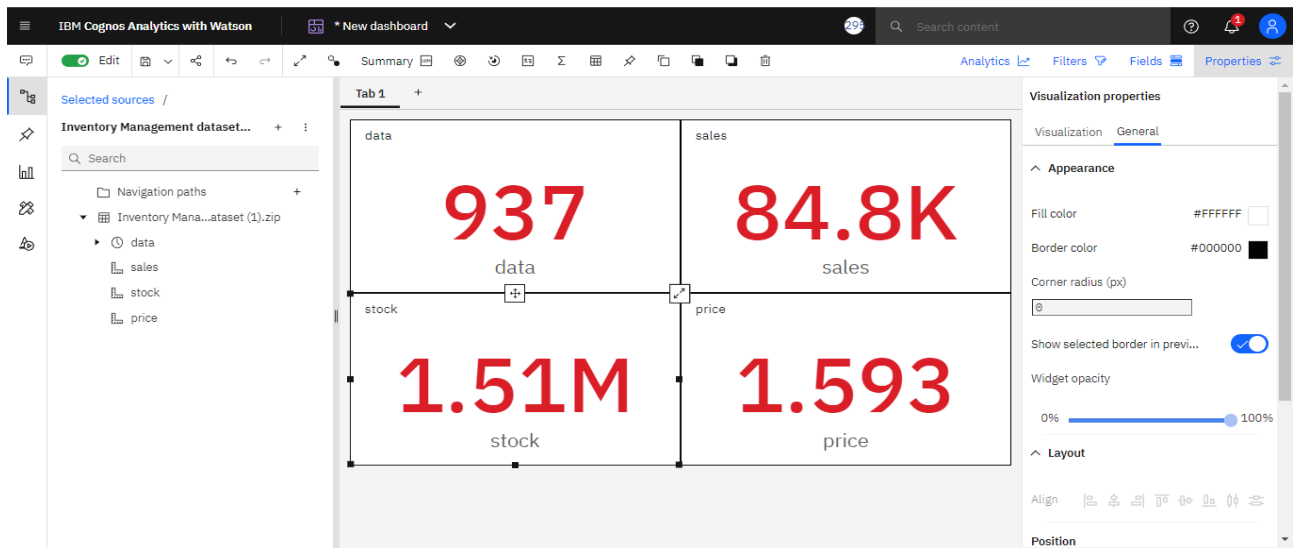 IBM Cognos Analytics with Watson
* New dashboard
295
Search content
1
Edit
Summary
Analytics
Filters
Fields
Properties
Selected sources /
Inventory Management dataset...
Search
Navigation paths
Inventory Mana...ataset (1).zip
data
sales
stock
price
Tab 1
data
937
data
sales
84.8K
sales
stock
1.51M
stock
price
1.593
price
Visualization properties
Visualization General
Appearance
Fill color #FFFFFF
Border color #000000
Corner radius (px)
0
Show selected border in previ...
Widget opacity
0% 100%
Layout
Align
Position